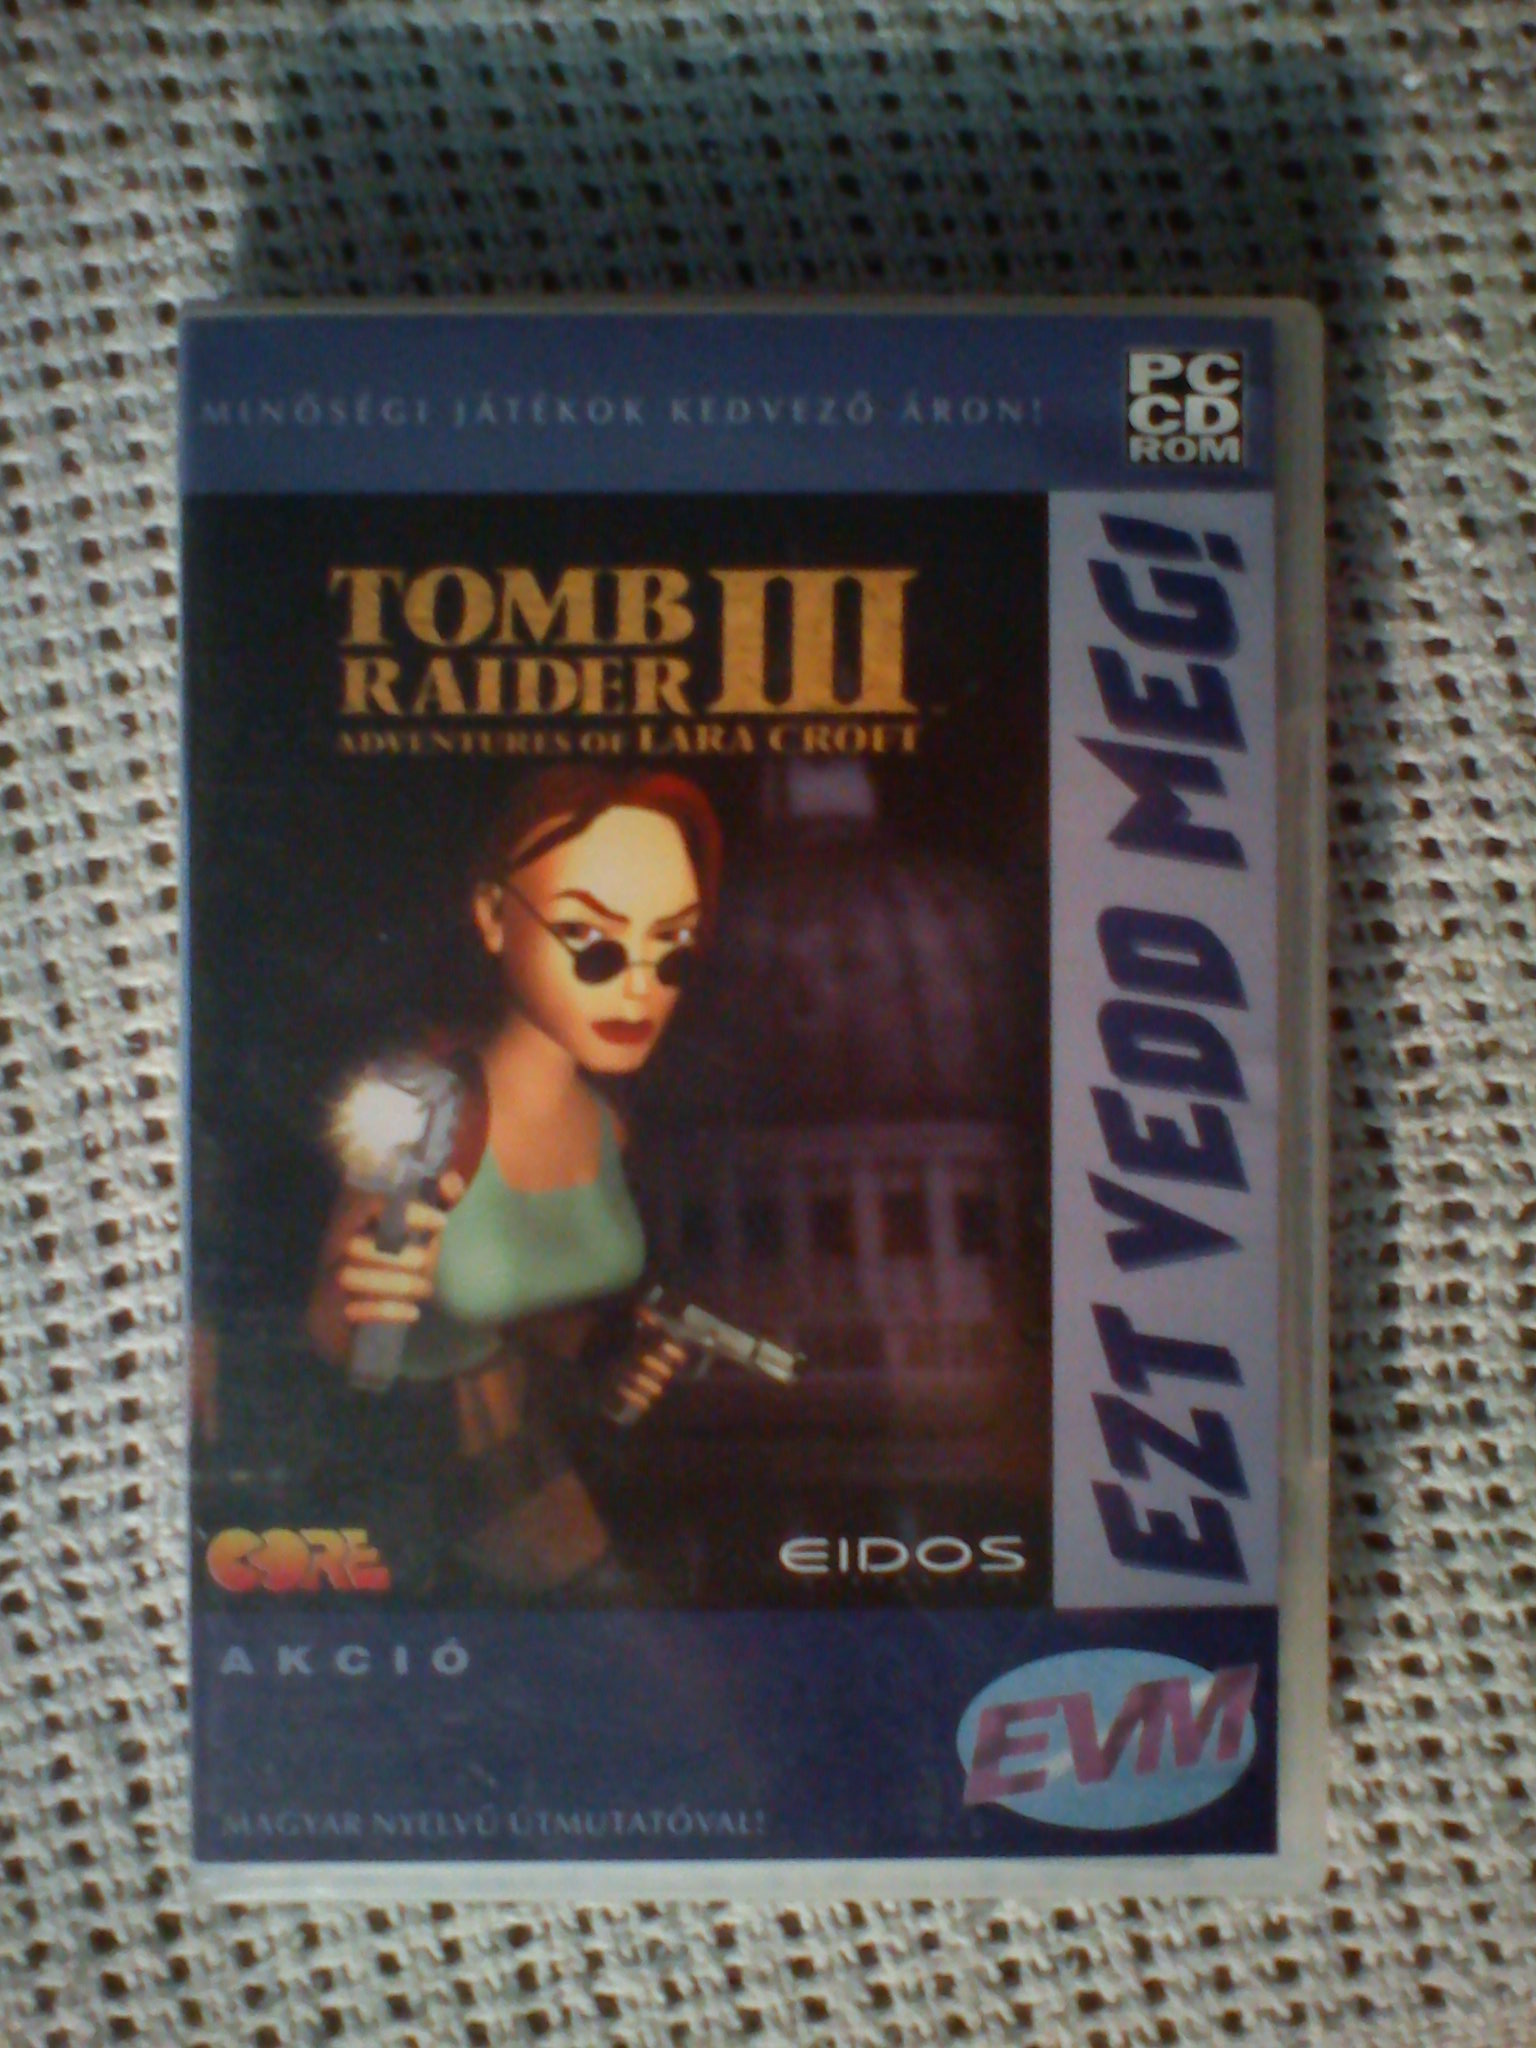 MINŐSÉGI JÁTÉKOK KEDVEZŐ ÁRON!
PC
CD
ROM
TOMB
RAIDER III
ADVENTURES OF LARA CROFT
EZT VEDD MEG!
CORE
EIDOS
AKCIÓ
EVM
MAGYAR NYELVŰ ÚTMUTATÓVAL!